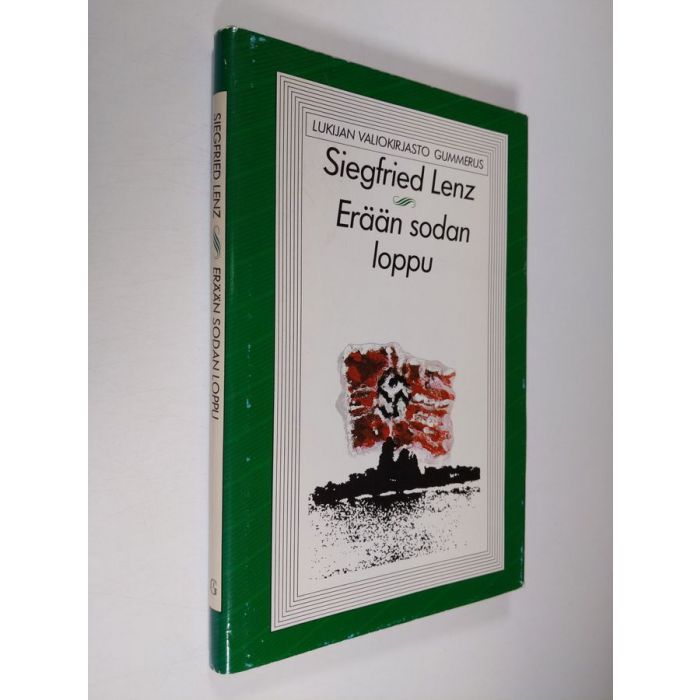 LUKIJAN VALIOKIRJASTO GUMMERUS
Siegfried Lenz
Erään sodan
loppu
SIEGFRIED LENZ ERÄÄN SODAN LOPPU
G